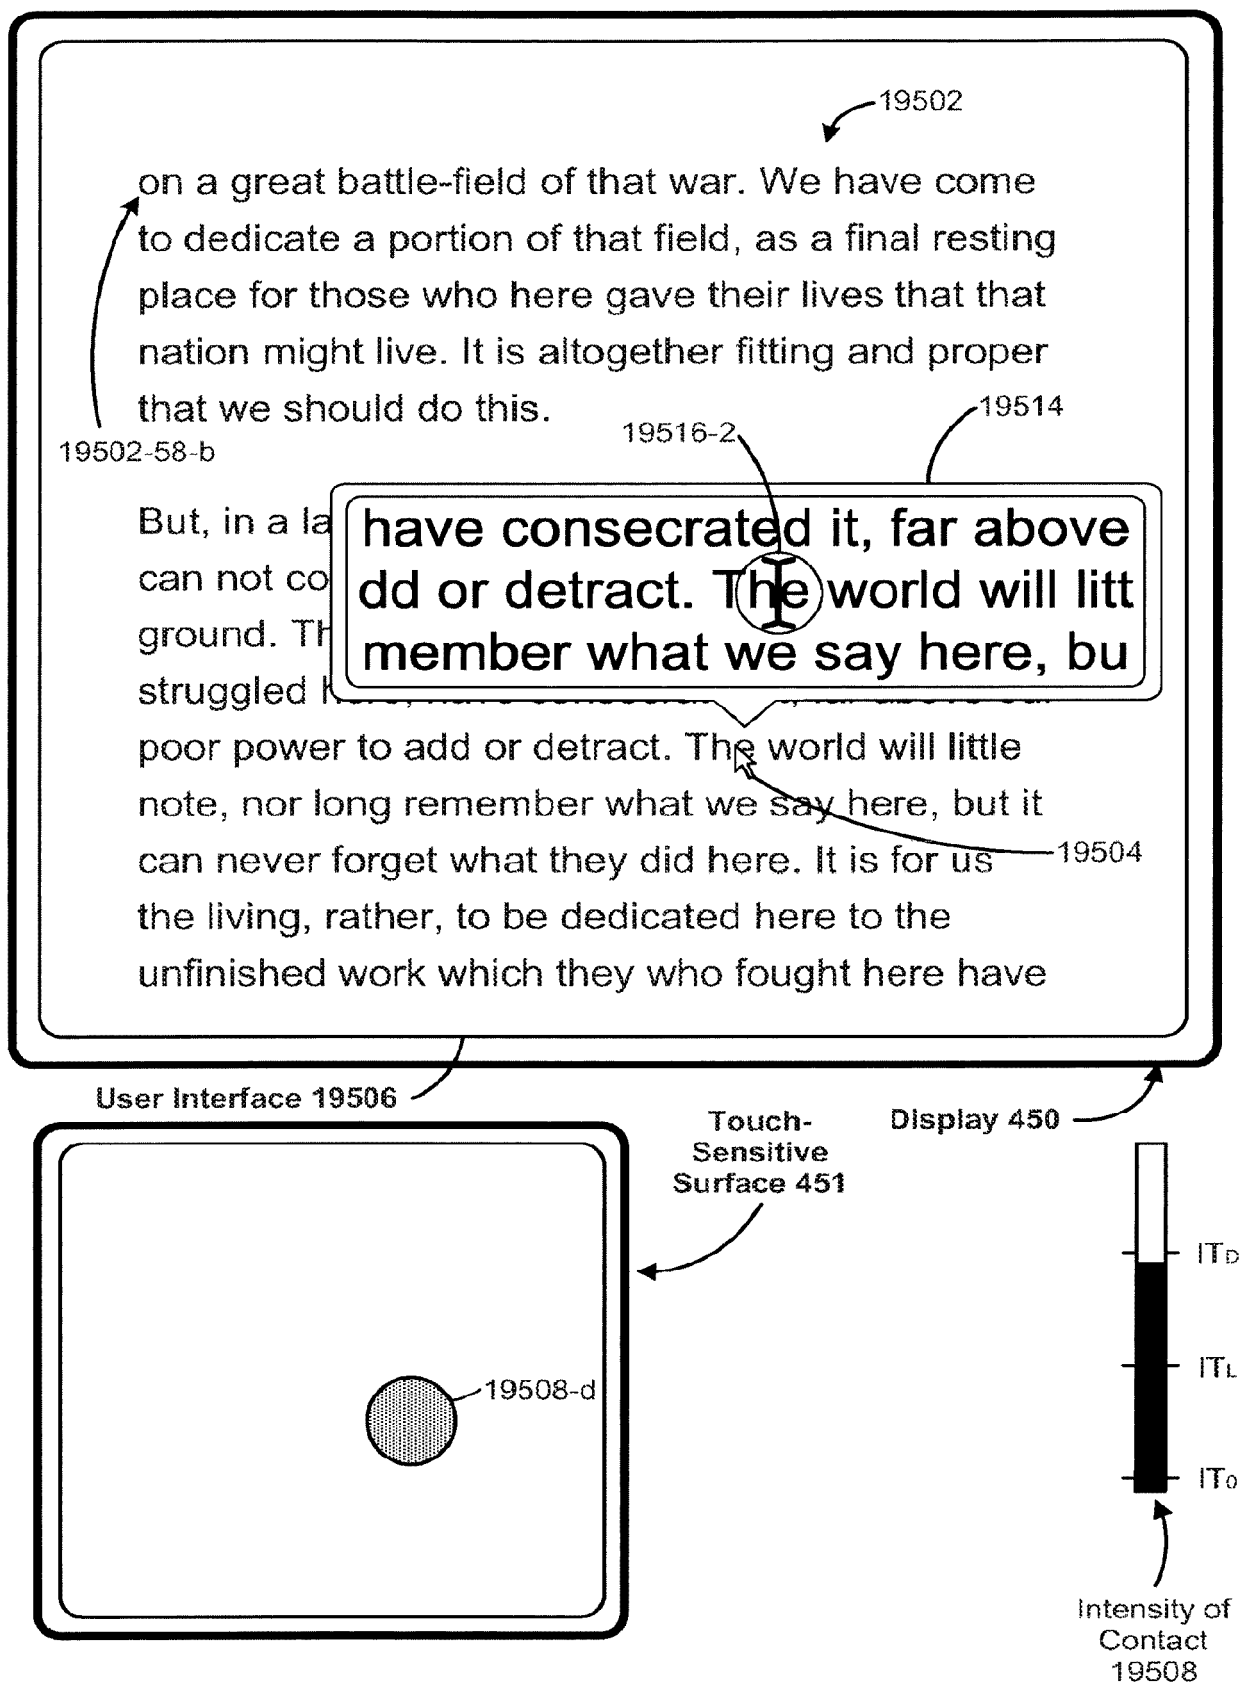 19502
on a great battle-field of that war. We have come
to dedicate a portion of that field, as a final resting
place for those who here gave their lives that that
nation might live. It is altogether fitting and proper
that we should do this.
19502-58-b
19516-2
19514
But, in a la
can not co
ground. Th
struggled
have consecrated it, far above
dd or detract. The world will litt
member what we say here, bu
poor power to add or detract. The world will little
note, nor long remember what we say here, but it
can never forget what they did here. It is for us
19504
the living, rather, to be dedicated here to the
unfinished work which they who fought here have
User Interface 19506
Display 450
Touch-
Sensitive
Surface 451
19508-d
ITD
ITL
IT0
Intensity of
Contact
19508